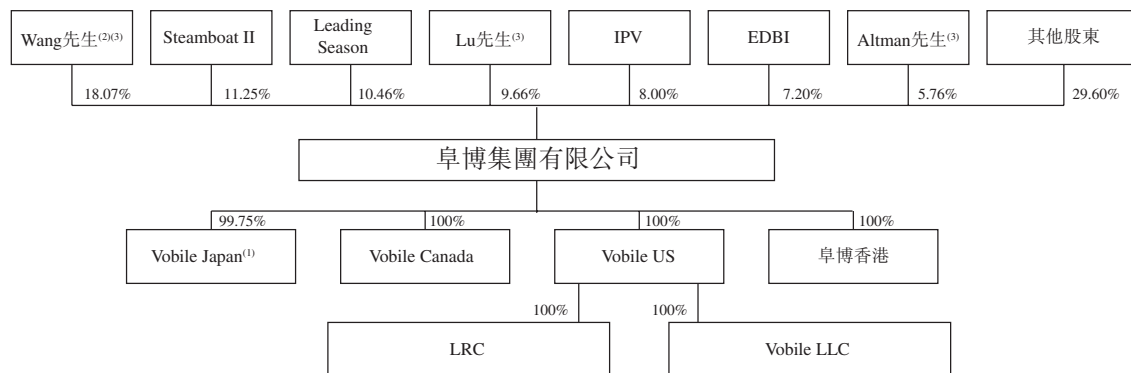 Wang先生(2)(3)
Steamboat II
Leading
Season
Lu先生(3)
IPV
EDBI
Altman先生(3)
其他股東
18.07%
11.25%
10.46%
9.66%
8.00%
7.20%
5.76%
29.60%
阜博集團有限公司
99.75%
100%
100%
100%
Vobile Japan(1)
Vobile Canada
Vobile US
阜博香港
100%
100%
LRC
Vobile LLC